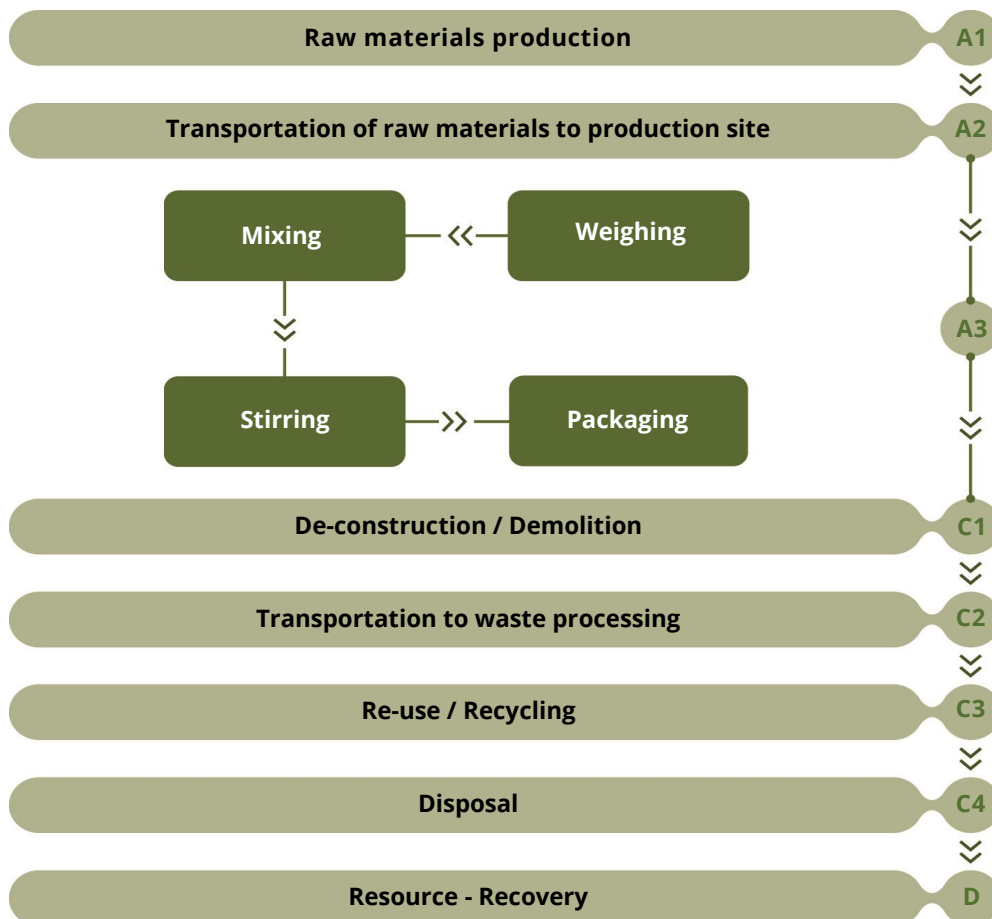 Raw materials production A1
Transportation of raw materials to production site A2
Mixing Weighing
A3
Stirring Packaging
De-construction / Demolition C1
Transportation to waste processing C2
Re-use / Recycling C3
Disposal C4
Resource - Recovery D